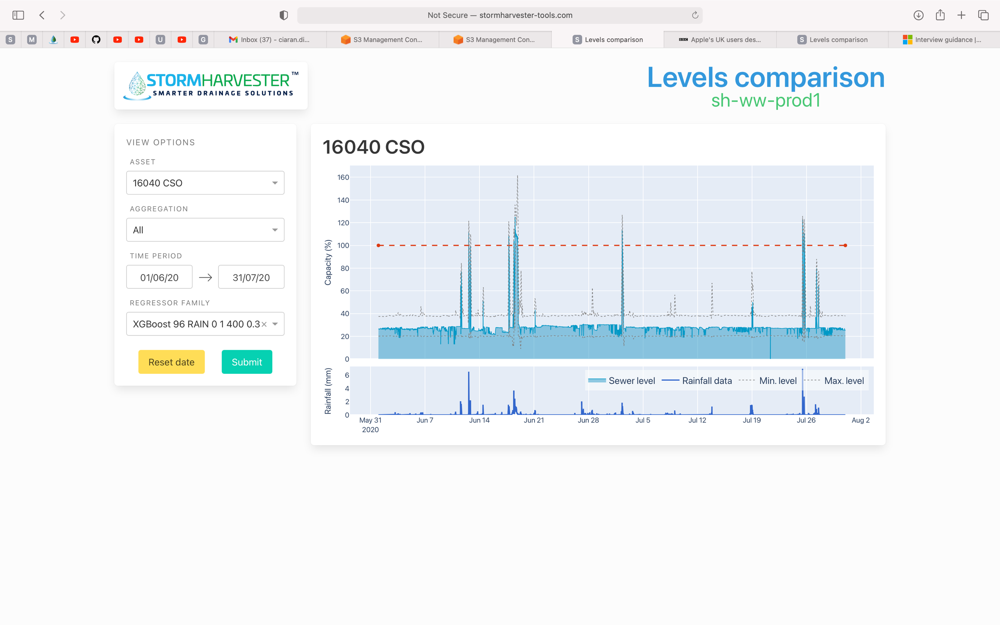 Not Secure — stormharvester-tools.com
S
M
U
G
Inbox (37) - ciaran.di...
S3 Management Con...
S3 Management Con...
S Levels comparison
BBC Apple's UK users des...
S Levels comparison
Interview guidance |...
STORMHARVESTER™
SMARTER DRAINAGE SOLUTIONS
Levels comparison
sh-ww-prod1
VIEW OPTIONS
ASSET
16040 CSO
AGGREGATION
All
TIME PERIOD
01/06/20 → 31/07/20
REGRESSOR FAMILY
XGBoost 96 RAIN 0 1 400 0.3 ×
Reset date
Submit
16040 CSO
Capacity (%)
160
140
120
100
80
60
40
20
0
Rainfall (mm)
6
4
2
0
Sewer level
Rainfall data
Min. level
Max. level
May 31
2020
Jun 7
Jun 14
Jun 21
Jun 28
Jul 5
Jul 12
Jul 19
Jul 26
Aug 2